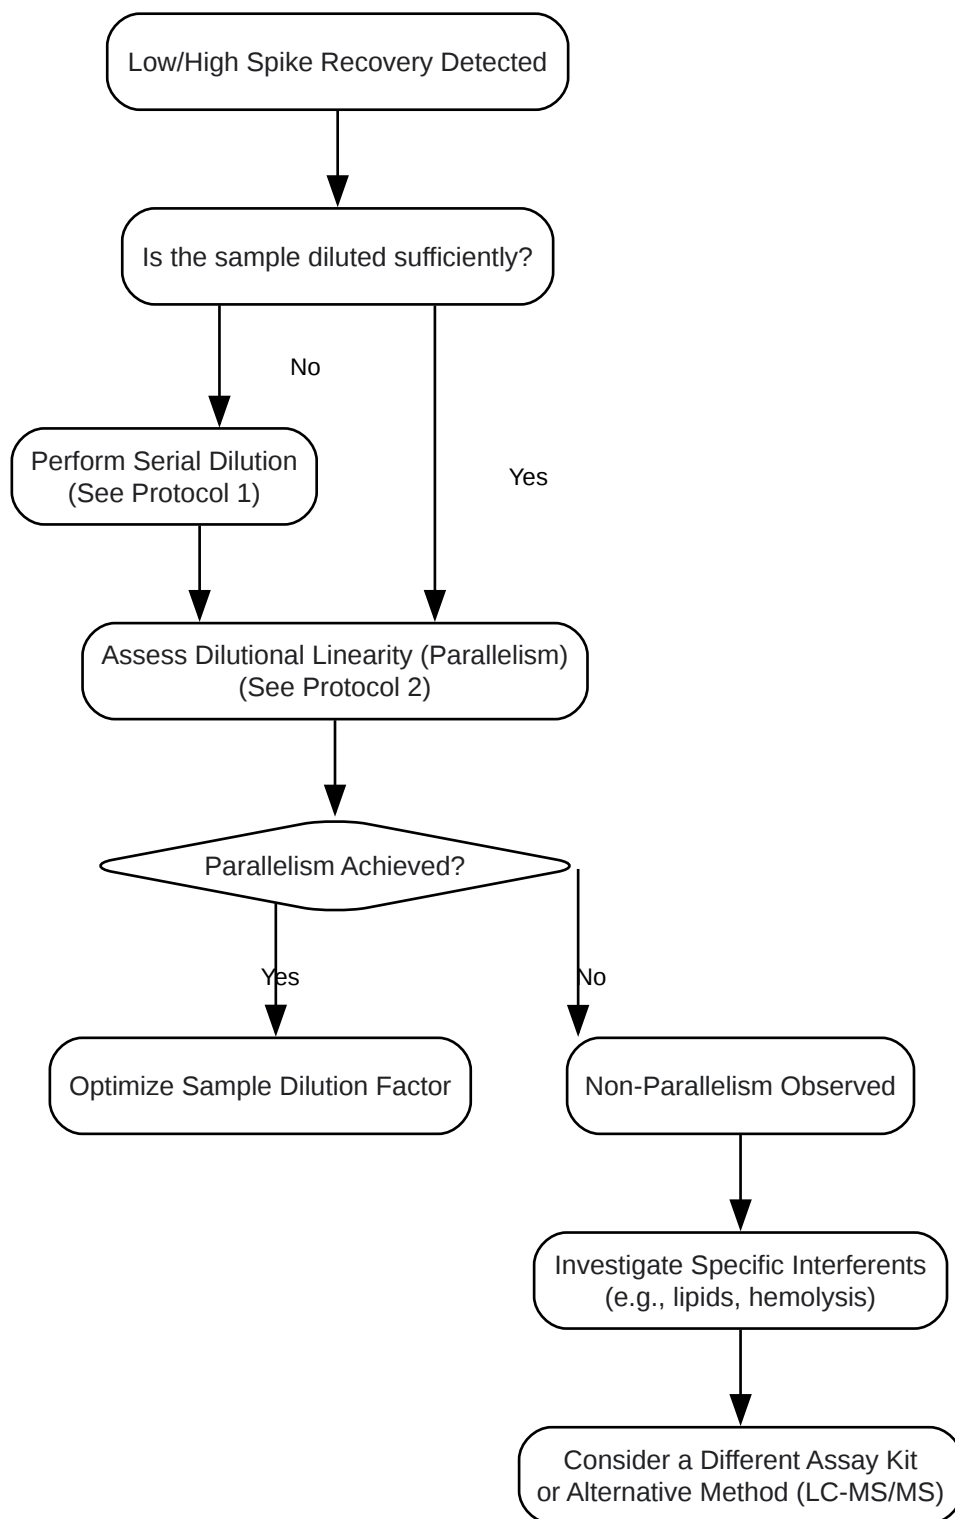 Low/High Spike Recovery Detected
Is the sample diluted sufficiently?
No
Perform Serial Dilution
(See Protocol 1)
Yes
Assess Dilutional Linearity (Parallelism)
(See Protocol 2)
Parallelism Achieved?
Yes
No
Optimize Sample Dilution Factor
Non-Parallelism Observed
Investigate Specific Interferents
(e.g., lipids, hemolysis)
Consider a Different Assay Kit
or Alternative Method (LC-MS/MS)